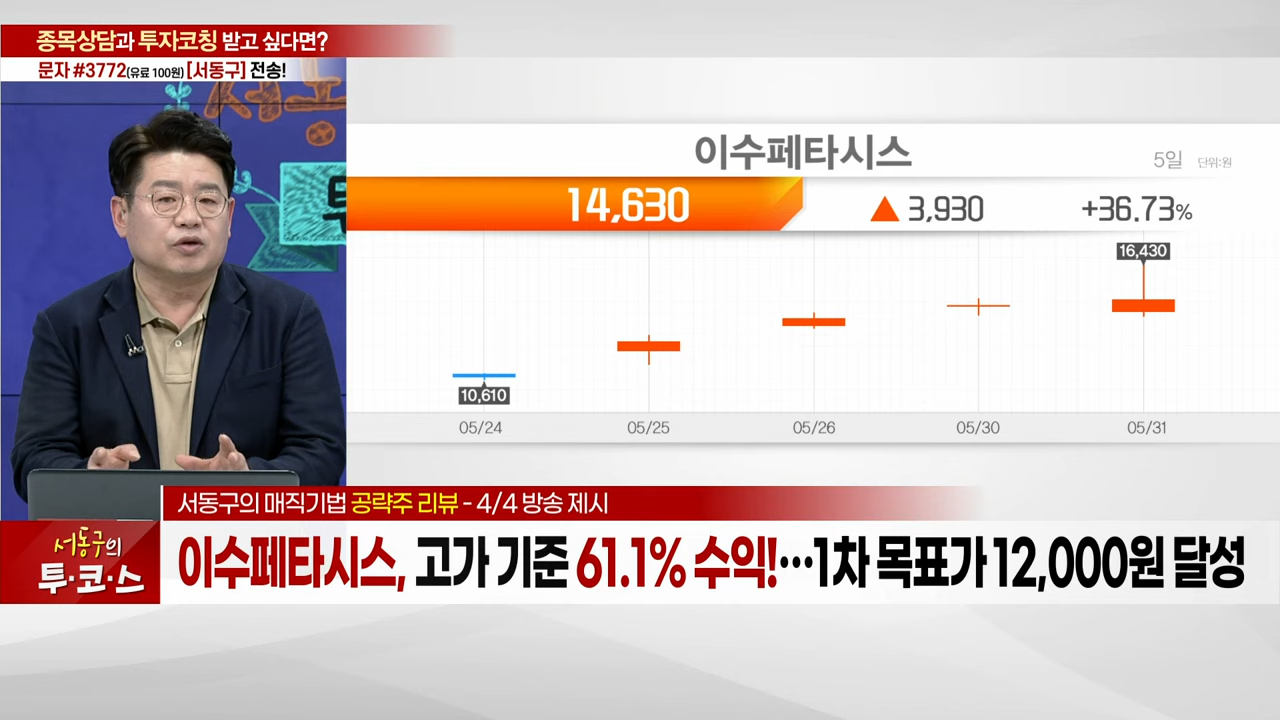 종목상담과 투자코칭 받고 싶다면?
문자 #3772(유료 100원) [서동구] 전송!
서동
이수페타시스
5일 단위:원
14,630 ▲ 3,930 +36.73%
16,430
10,610
05/24 05/25 05/26 05/30 05/31
서동구의 매직기법 공략주 리뷰 - 4/4 방송 제시
서동구의
투·코·스
이수페타시스, 고가 기준 61.1% 수익!…1차 목표가 12,000원 달성